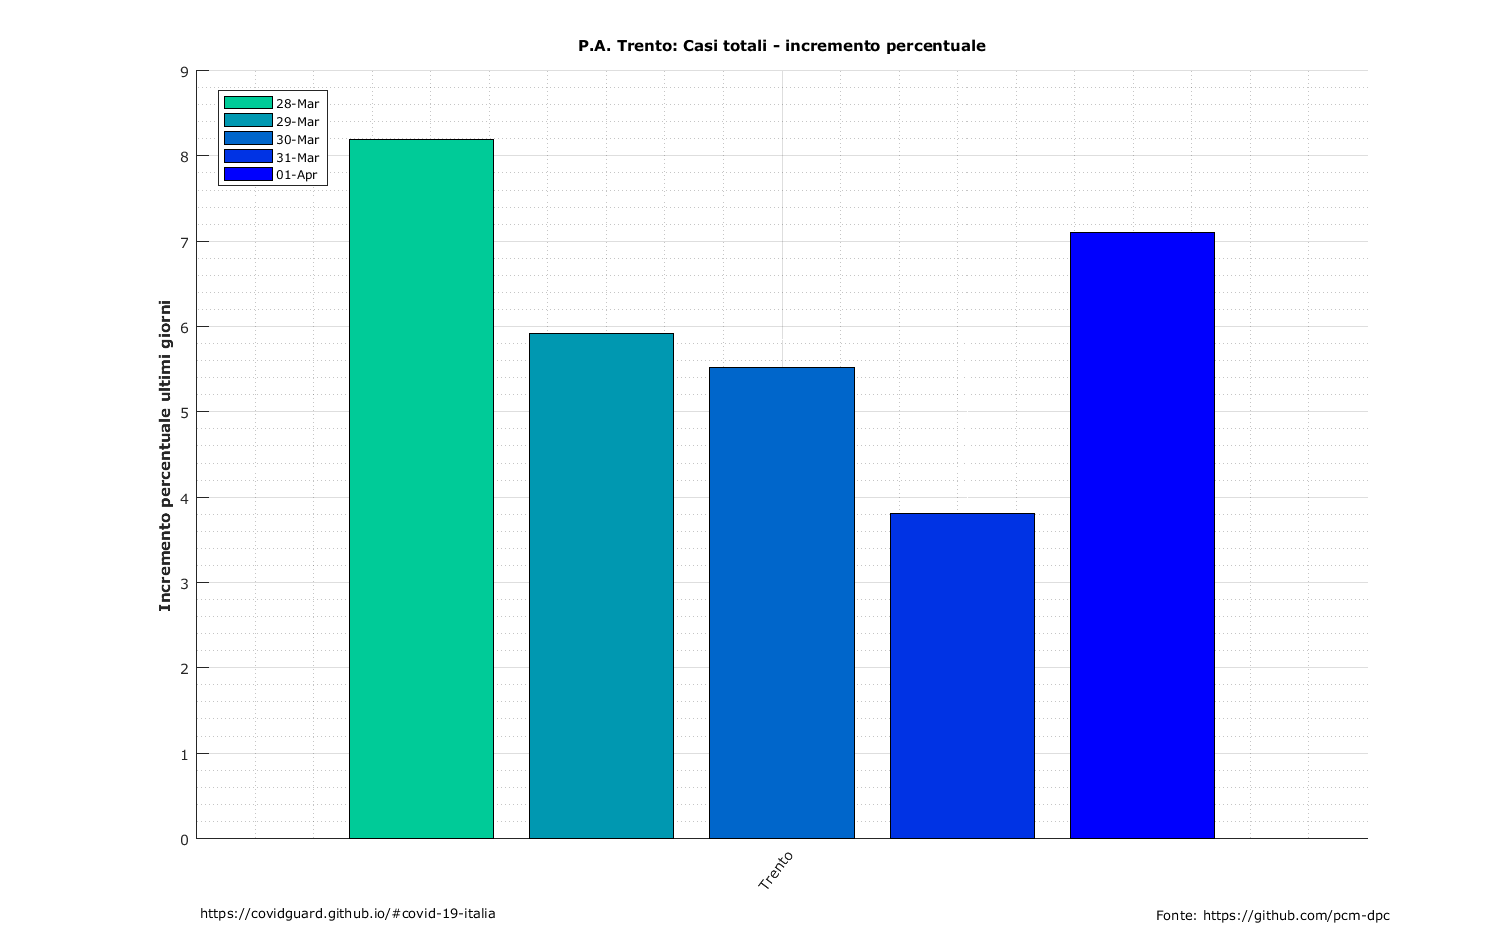 P.A. Trento: Casi totali - incremento percentuale
28-Mar
29-Mar
30-Mar
31-Mar
01-Apr
Incremento percentuale ultimi giorni
9
8
7
6
5
4
3
2
1
0
Trento
https://covidguard.github.io/#covid-19-italia
Fonte: https://github.com/pcm-dpc